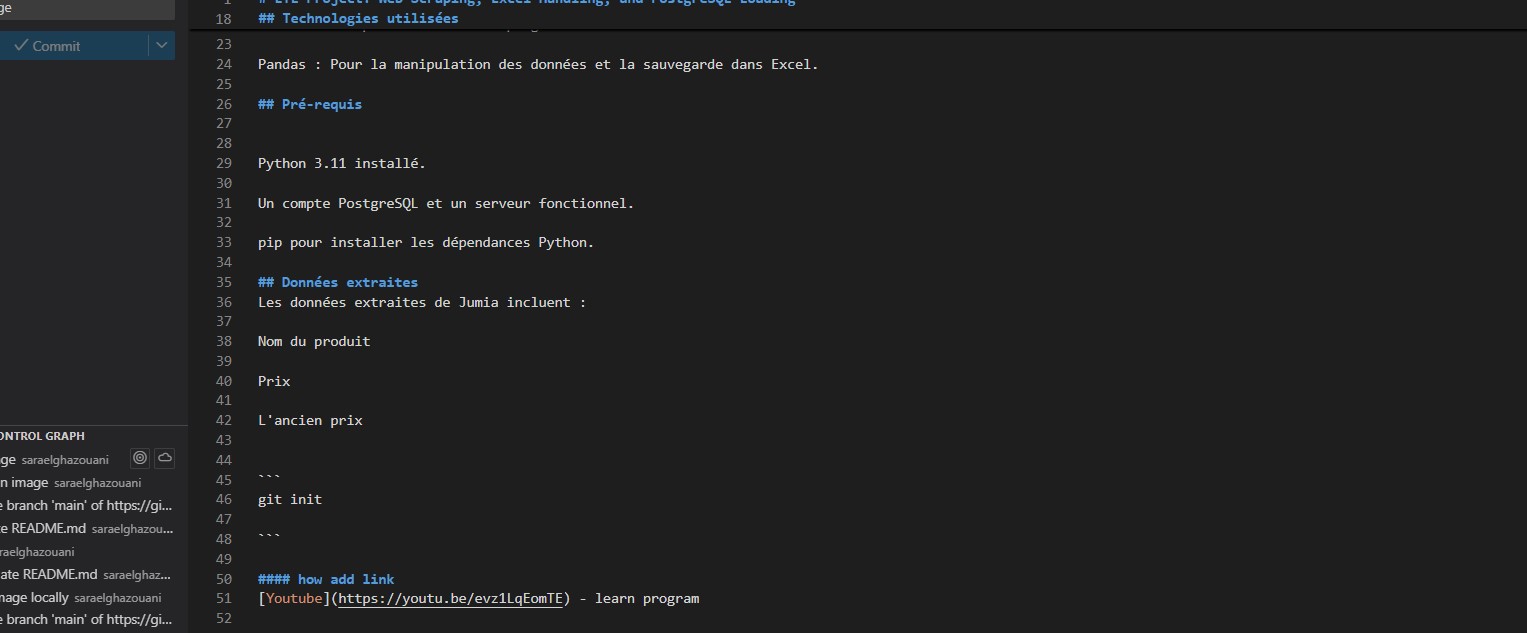 ge
Commit
18 ## Technologies utilisées
23
24 Pandas : Pour la manipulation des données et la sauvegarde dans Excel.
25
26 ## Pré-requis
27
28
29 Python 3.11 installé.
30
31 Un compte PostgreSQL et un serveur fonctionnel.
32
33 pip pour installer les dépendances Python.
34
35 ## Données extraites
36 Les données extraites de Jumia incluent :
37
38 Nom du produit
39
40 Prix
41
42 L'ancien prix
43
44
45 ```
46 git init
47
48 ```
49
50 #### how add link
51 [Youtube](https://youtu.be/evz1LqEomTE) - learn program
52
ONTROL GRAPH
ge saraelghazouani
n image saraelghazouani
e branch 'main' of https://gi...
te README.md saraelghazou...
raelghazouani
ate README.md saraelghaz...
mage locally saraelghazouani
e branch 'main' of https://gi...